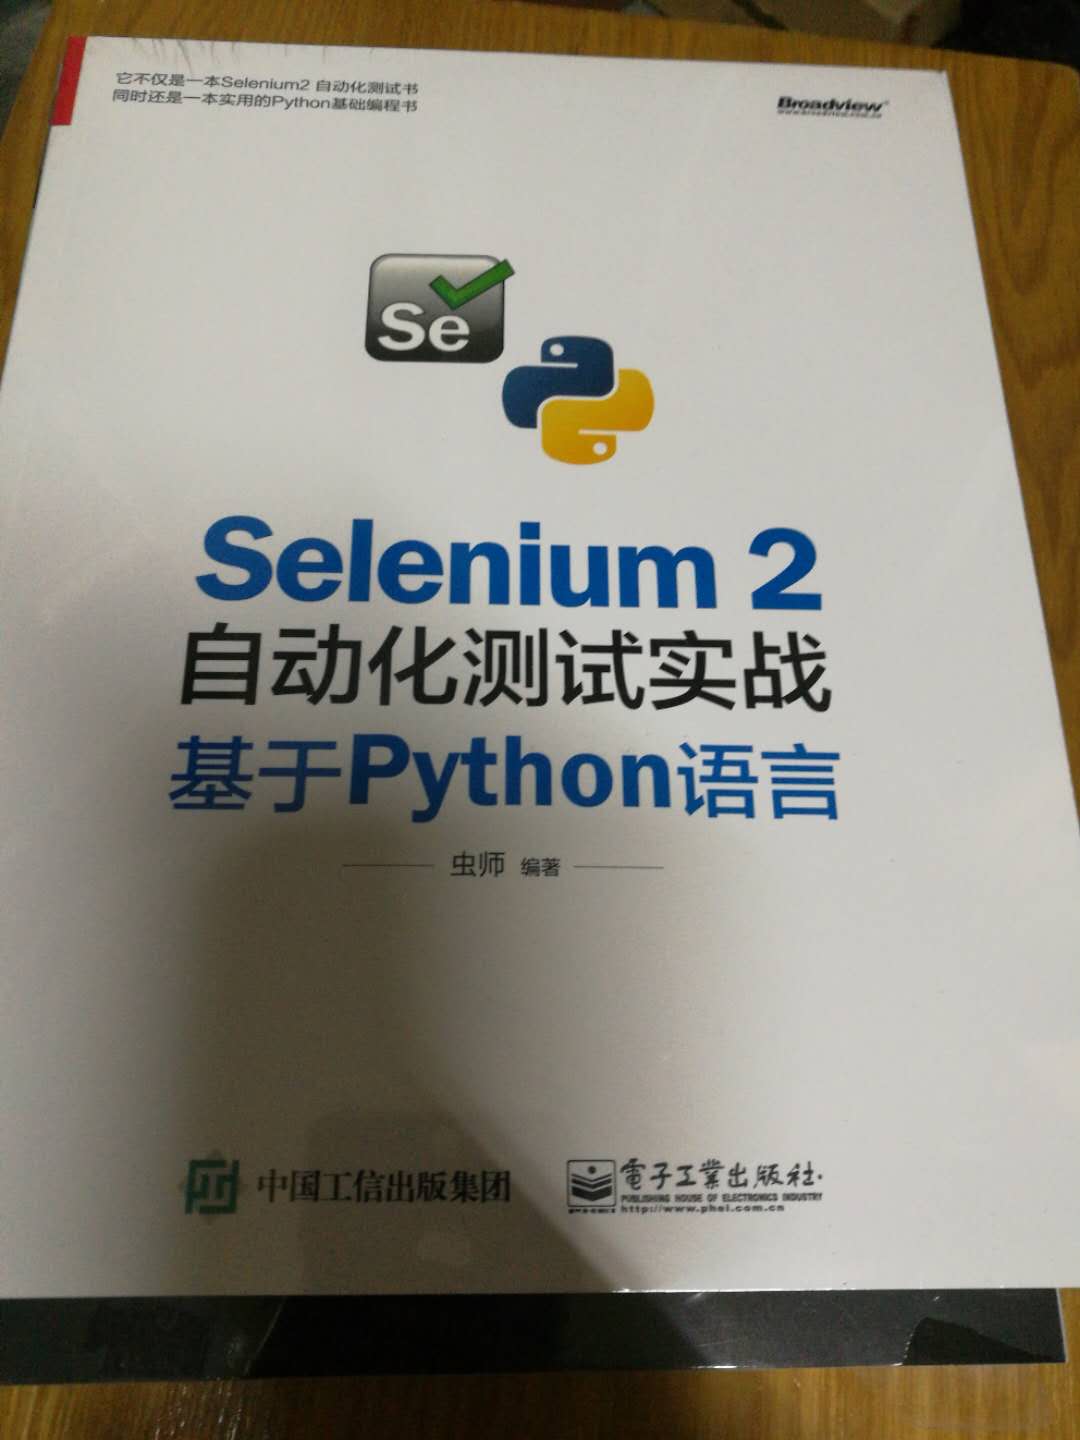 它不仅是一本Selenium2 自动化测试书
同时还是一本实用的Python基础编程书
Broadview®
www.broadview.com.cn
Se
Selenium 2
自动化测试实战
基于Python语言
虫师 编著
中国工信出版集团
電子工業出版社·
PUBLISHING HOUSE OF ELECTRONICS INDUSTRY
http://www.phei.com.cn